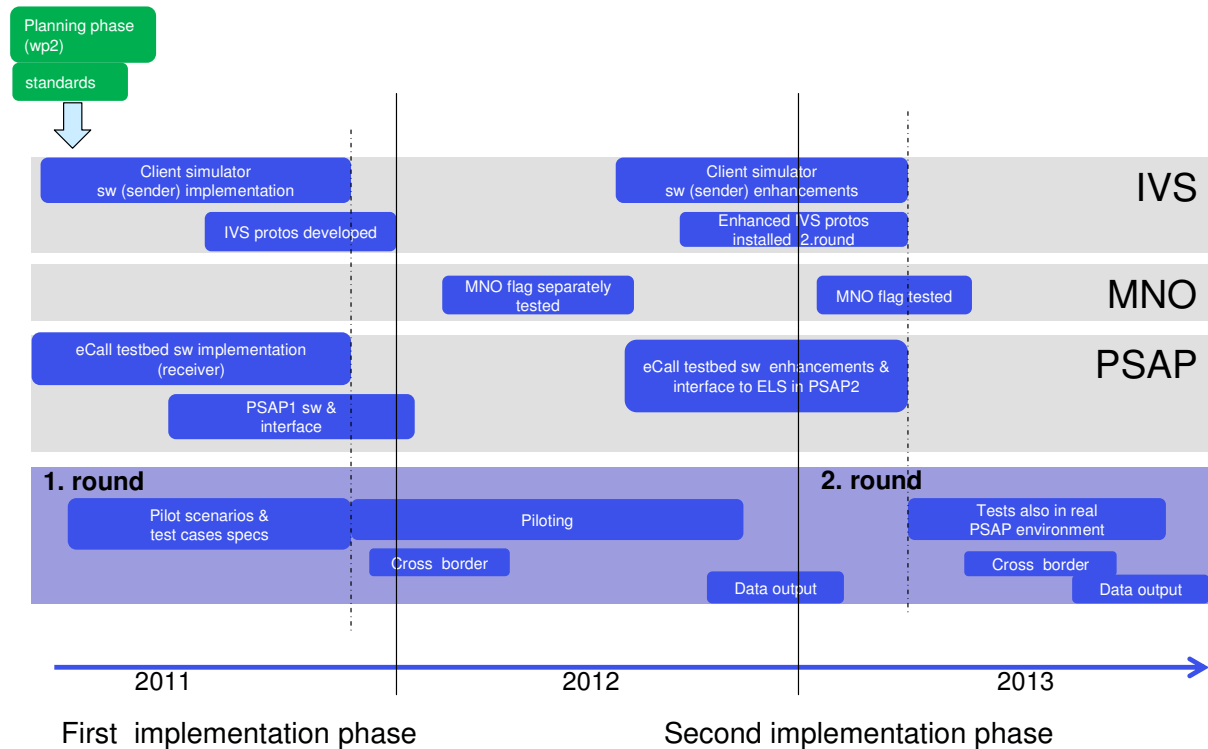 Planning phase
(wp2)
standards
Client simulator
sw (sender) implementation
Client simulator
sw (sender) enhancements
IVS
IVS protos developed
Enhanced IVS protos
installed 2.round
MNO flag separately
tested
MNO flag tested
MNO
eCall testbed sw implementation
(receiver)
eCall testbed sw enhancements &
interface to ELS in PSAP2
PSAP
PSAP1 sw &
interface
1. round
2. round
Pilot scenarios &
test cases specs
Piloting
Tests also in real
PSAP environment
Cross border
Cross border
Data output
Data output
2011
2012
2013
First implementation phase
Second implementation phase